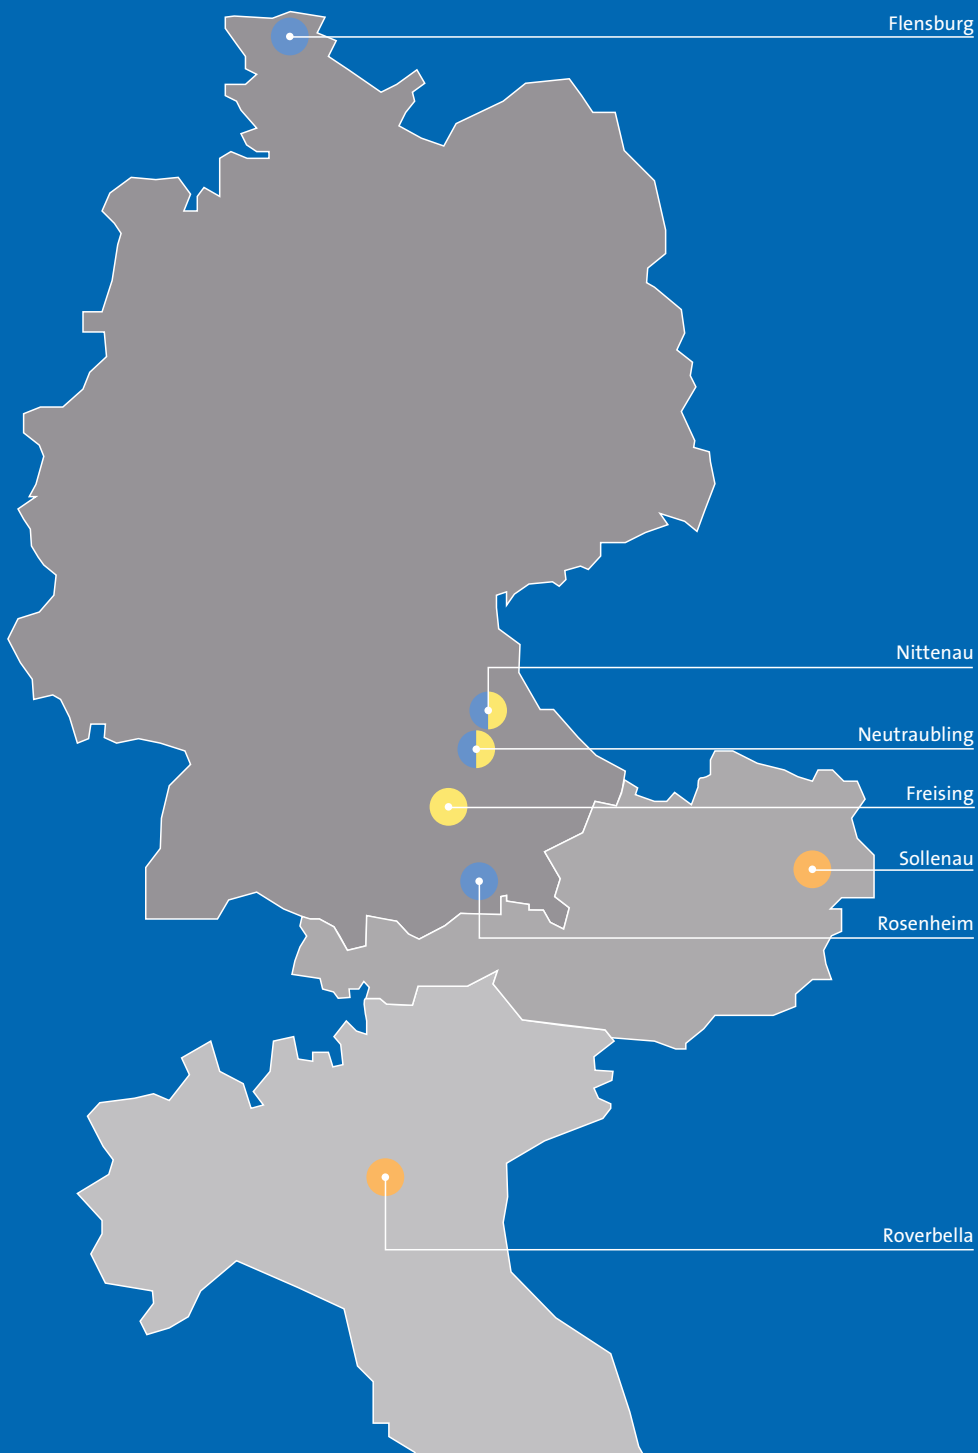 Flensburg
Nittenau
Neutraubling
Freising
Sollenau
Rosenheim
Roverbella